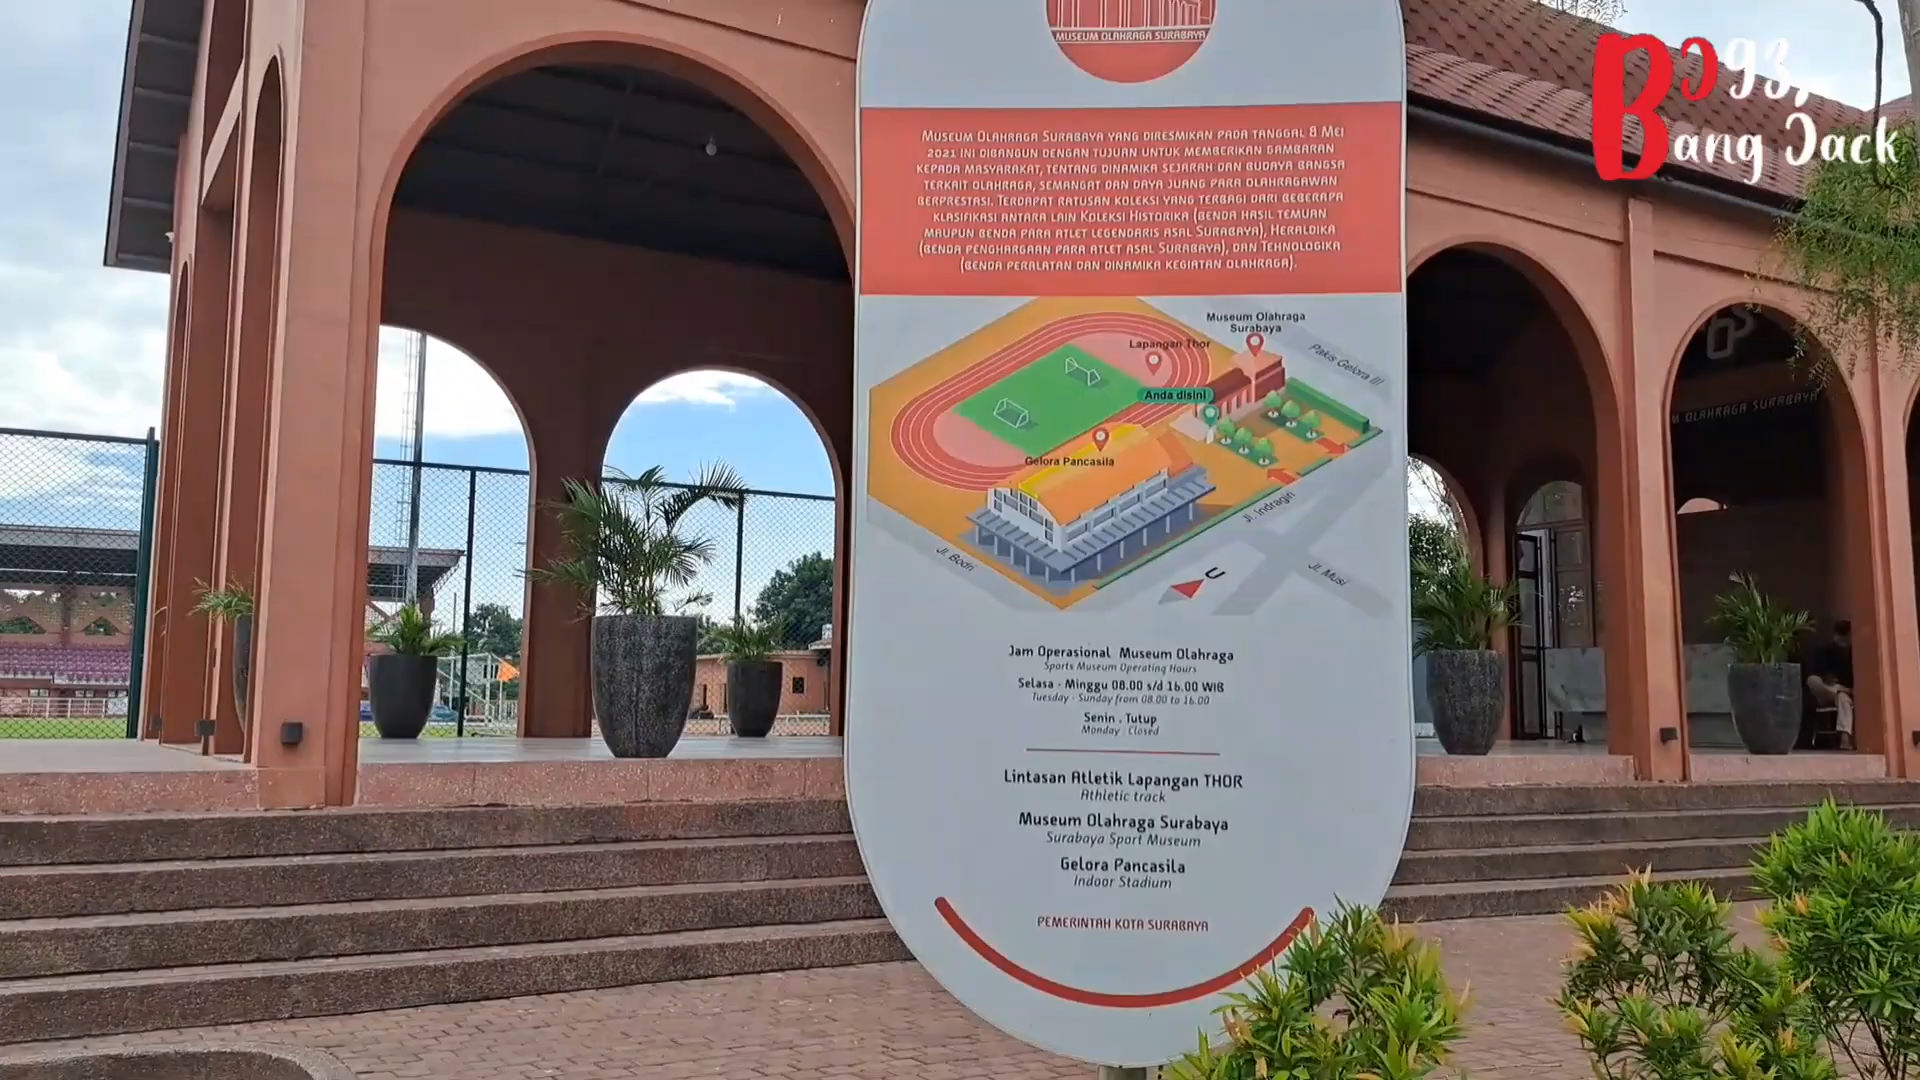 MUSEUM OLAHRAGA SURABAYA
Bogs,
Bang Jack
MUSEUM OLAHRAGA SURABAYA YANG DIRESMIKAN PADA TANGGAL 8 MEI
2021 INI DIBANGUN DENGAN TUJUAN UNTUK MEMBERIKAN GAMBARAN
KEPADA MASYARAKAT, TENTANG DINAMIKA SEJARAH DAN BUDAYA BANGSA
TERKAIT OLAHRAGA, SEMANGAT DAN DAYA JUANG PARA OLAHRAGAWAN
BERPRESTASI. TERDAPAT RATUSAN KOLEKSI YANG TERBAGI DARI BEBERAPA
KLASIFIKASI ANTARA LAIN KOLEKSI HISTORIKA (BENDA HASIL TEMUAN
MAUPUN BENDA PARA ATLET LEGENDARIS ASAL SURABAYA), HERALDIKA
(BENDA PENGHARGAAN PARA ATLET ASAL SURABAYA), DAN TEHNOLOGIKA
(BENDA PERALATAN DAN DINAMIKA KEGIATAN OLAHRAGA).
Museum Olahraga
Surabaya
Lapangan Thor
Pakis Gelora III
Anda disini
Gelora Pancasila
Jl. Indragiri
Jl. Bodri
Jl. Musi
U
OLAHRAGA SURABAYA
Jam Operasional Museum Olahraga
Sports Museum Operating Hours
Selasa - Minggu 08.00 s/d 16.00 WIB
Tuesday - Sunday from 08.00 to 16.00
Senin . Tutup
Monday . Closed
Lintasan Atletik Lapangan THOR
Athletic track
Museum Olahraga Surabaya
Surabaya Sport Museum
Gelora Pancasila
Indoor Stadium
PEMERINTAH KOTA SURABAYA